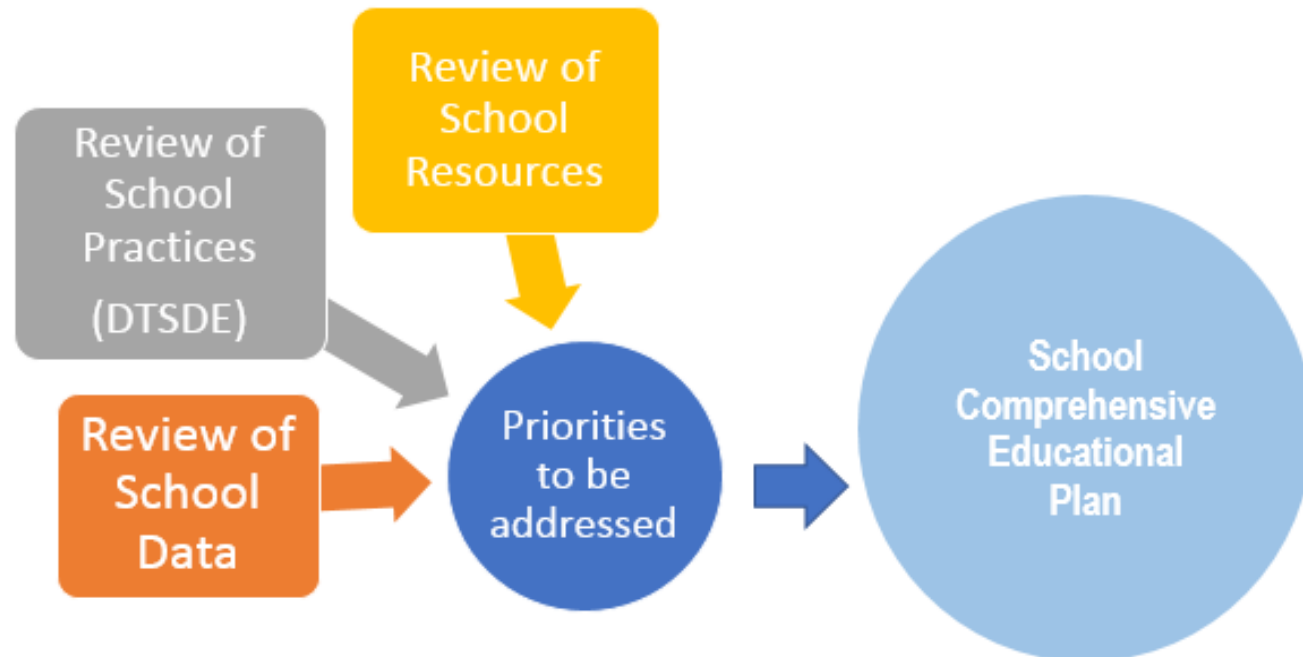 Review of
School
Resources
Review of
School
Practices
(DTSDE)
Review of
School
Data
Priorities
to be
addressed
School
Comprehensive
Educational
Plan